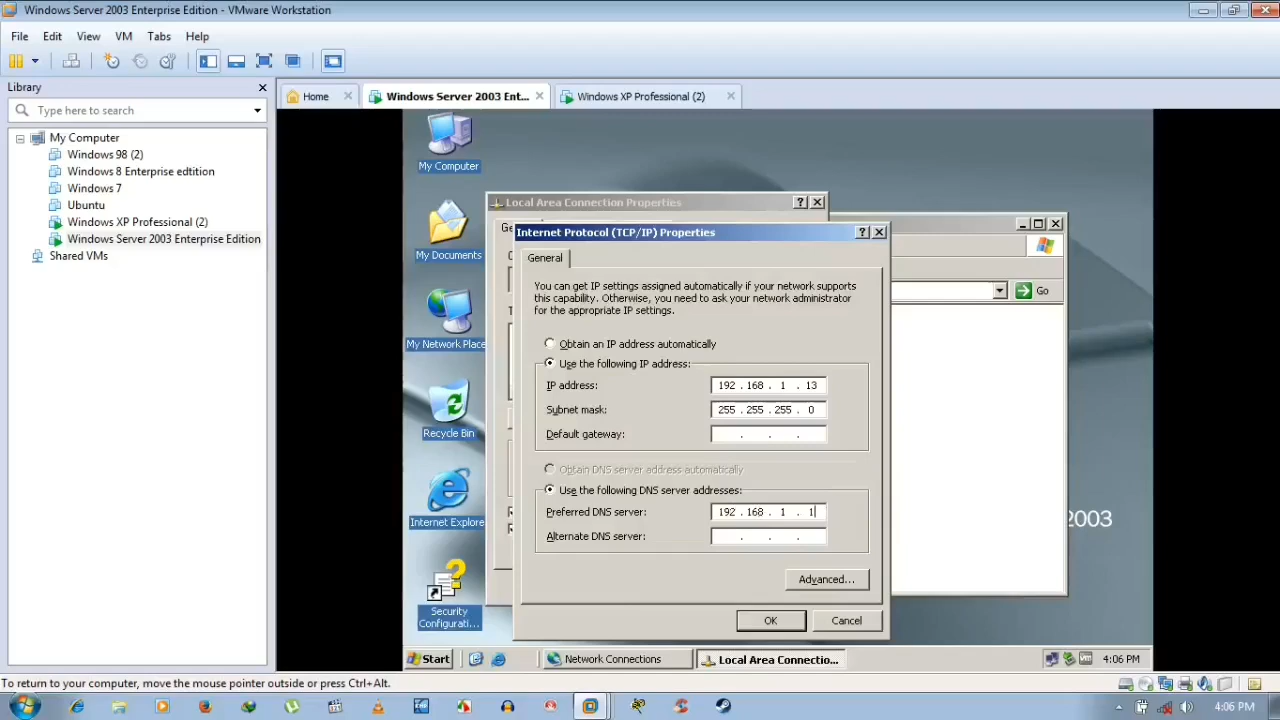 Windows Server 2003 Enterprise Edition - VMware Workstation
File Edit View VM Tabs Help
Library
Type here to search
My Computer
Windows 98 (2)
Windows 8 Enterprise edtition
Windows 7
Ubuntu
Windows XP Professional (2)
Windows Server 2003 Enterprise Edition
Shared VMs
Home
Windows Server 2003 Ent...
Windows XP Professional (2)
My Computer
My Documents
My Network Place
Recycle Bin
Internet Explore
Security
Configurati...
Local Area Connection Properties
Internet Protocol (TCP/IP) Properties
General
You can get IP settings assigned automatically if your network supports
this capability. Otherwise, you need to ask your network administrator
for the appropriate IP settings.
Obtain an IP address automatically
Use the following IP address:
IP address: 192 . 168 . 1 . 13
Subnet mask: 255 . 255 . 255 . 0
Default gateway: . . .
Obtain DNS server address automatically
Use the following DNS server addresses:
Preferred DNS server: 192 . 168 . 1 . 1
Alternate DNS server: . . .
Advanced...
OK Cancel
Go
2003
Start
Network Connections
Local Area Connectio...
4:06 PM
To return to your computer, move the mouse pointer outside or press Ctrl+Alt.
4:06 PM